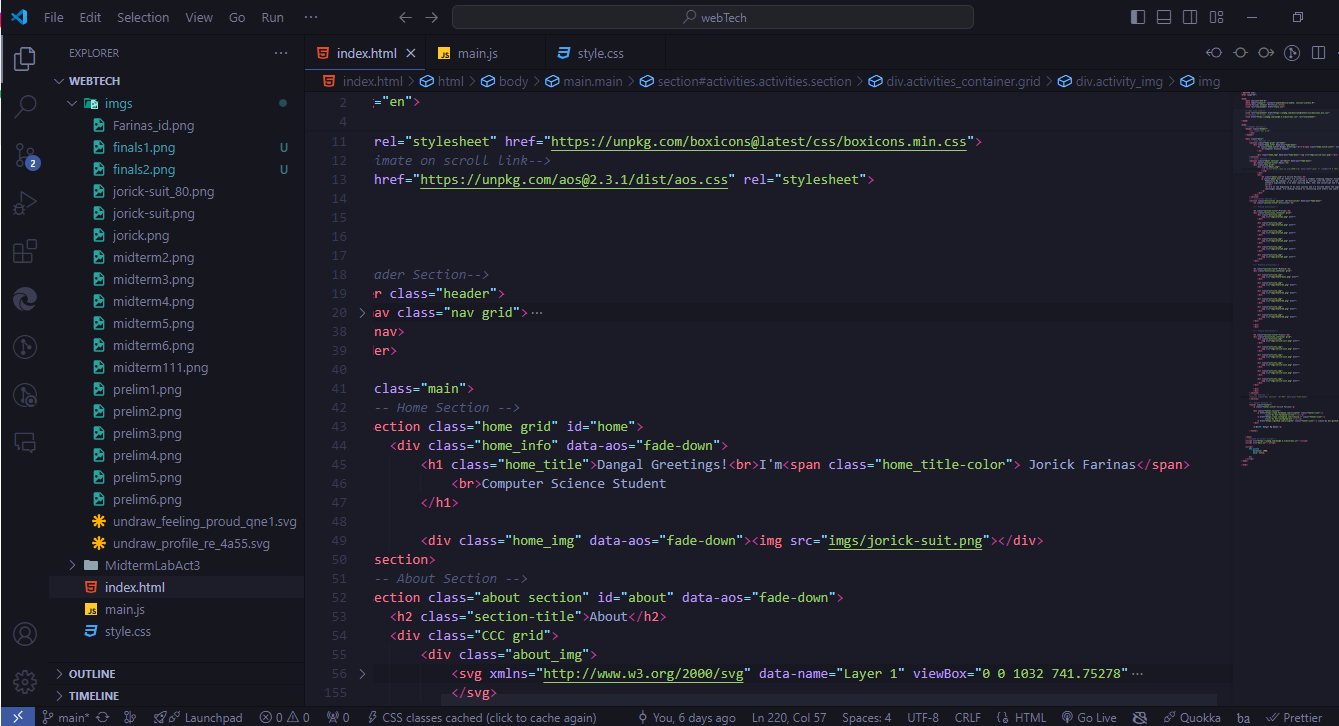 File Edit Selection View Go Run ··· webTech
EXPLORER ···
WEBTECH
imgs
Farinas_id.png
finals1.png U
finals2.png U
jorick-suit_80.png
jorick-suit.png
jorick.png
midterm2.png
midterm3.png
midterm4.png
midterm5.png
midterm6.png
midterm111.png
prelim1.png
prelim2.png
prelim3.png
prelim4.png
prelim5.png
prelim6.png
undraw_feeling_proud_qne1.svg
undraw_profile_re_4a55.svg
MidtermLabAct3
index.html
JS main.js
style.css
OUTLINE
TIMELINE
2
index.html JS main.js style.css
index.html > html > body > main.main > section#activities.activities.section > div.activities_container.grid > div.activity_img > img
2 ="en">
4
11 rel="stylesheet" href="https://unpkg.com/boxicons@latest/css/boxicons.min.css">
12 imate on scroll link-->
13 href="https://unpkg.com/aos@2.3.1/dist/aos.css" rel="stylesheet">
14
15
16
17
18 ader Section-->
19 r class="header">
20 av class="nav grid">···
38 nav>
39 er>
40
41 class="main">
42 -- Home Section -->
43 ection class="home grid" id="home">
44 <div class="home_info" data-aos="fade-down">
45 <h1 class="home_title">Dangal Greetings!<br>I'm<span class="home_title-color"> Jorick Farinas</span>
46 <br>Computer Science Student
47 </h1>
48
49 <div class="home_img" data-aos="fade-down"><img src="imgs/jorick-suit.png"></div>
50 section>
51 -- About Section -->
52 ection class="about section" id="about" data-aos="fade-down">
53 <h2 class="section-title">About</h2>
54 <div class="CCC grid">
55 <div class="about_img">
56 <svg xmlns="http://www.w3.org/2000/svg" data-name="Layer 1" viewBox="0 0 1032 741.75278"···
155 </svg>
main* Launchpad 0 0 0 CSS classes cached (click to cache again) You, 6 days ago Ln 220, Col 57 Spaces: 4 UTF-8 CRLF {} HTML Go Live ba Quokka Prettier